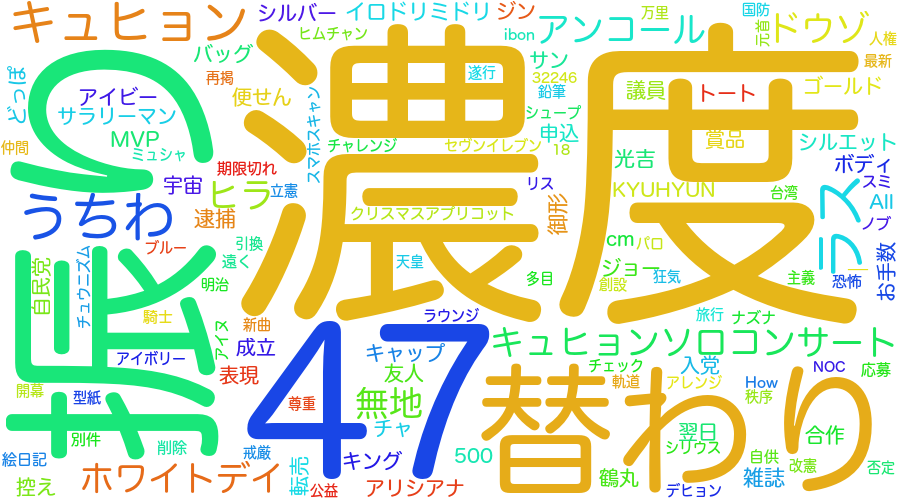 キュヒョン
シルバー
イロドリミドリ
ジン
万里
国防
ヒムチャン
ibon
アンコール
元首
ドウゾ
人権
バッグ
サン
最新
どっぽ
再掲
遂行
32246
アイビー
便せん
鉛筆
議員
トート
ゴールド
サラリーマン
スマホスキャン
シュープ
濃度
MVP
チャレンジ
セヴンイレブン
申込
賞品
シルエット
仲間
ミュシャ
18
握り
期限切れ
光吉
ボディ
宇宙
ヒラ
立憲
リス
KYUHYUN
台湾
スミ
うちわ
逮捕
クリスマスアプリコット
御形
All
ラス
ノブ
ブルー
引換
cm
パロ
自民党
チュウニズム
遠く
天皇
ジョー
狂気
主義
恐怖
お手数
明治
多目
創設
騎士
アイヌ
新曲
ラウンジ
旅行
ナズナ
アイボリー
成立
47
キャップ
キュヒョンソロコンサート
開幕
型紙
表現
友人
チェック
入党
NOC
応募
尊重
無地
替わり
軌道
アレンジ
How
秩序
別件
削除
チャ
翌日
合作
絵日記
戒厳
キング
500
シリウス
自供
改憲
否定
控え
ホワイトデイ
転売
公益
アリシアナ
鶴丸
デヒョン
雑誌